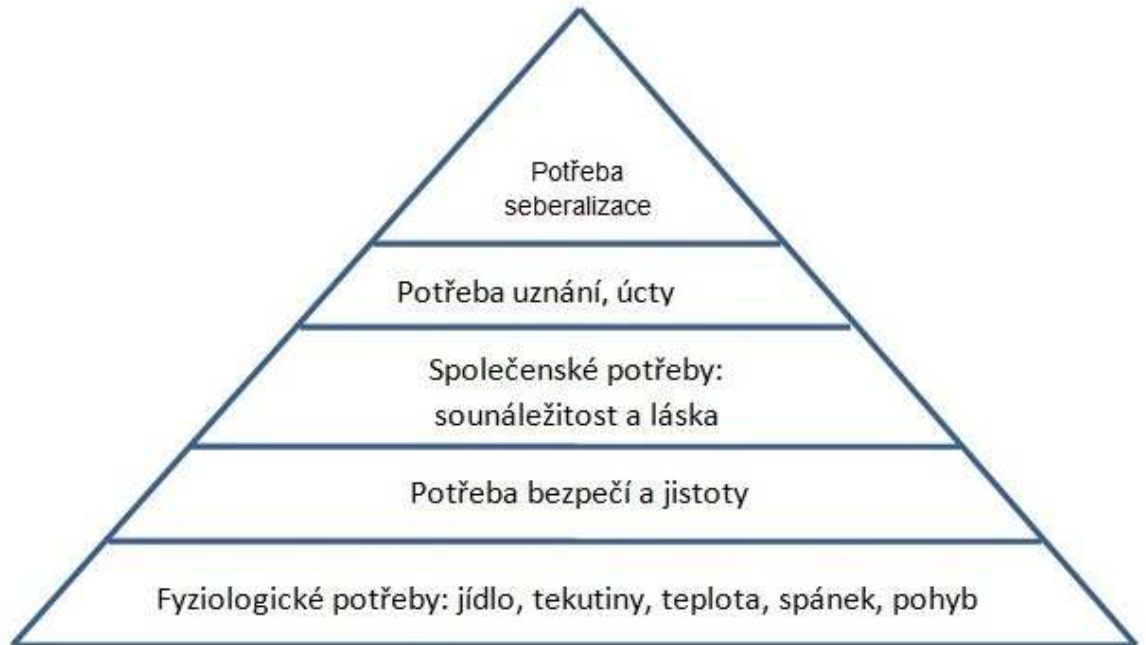 Potřeba
seberalizace
Potřeba uznání, úcty
Společenské potřeby:
sounáležitost a láska
Potřeba bezpečí a jistoty
Fyziologické potřeby: jídlo, tekutiny, teplota, spánek, pohyb